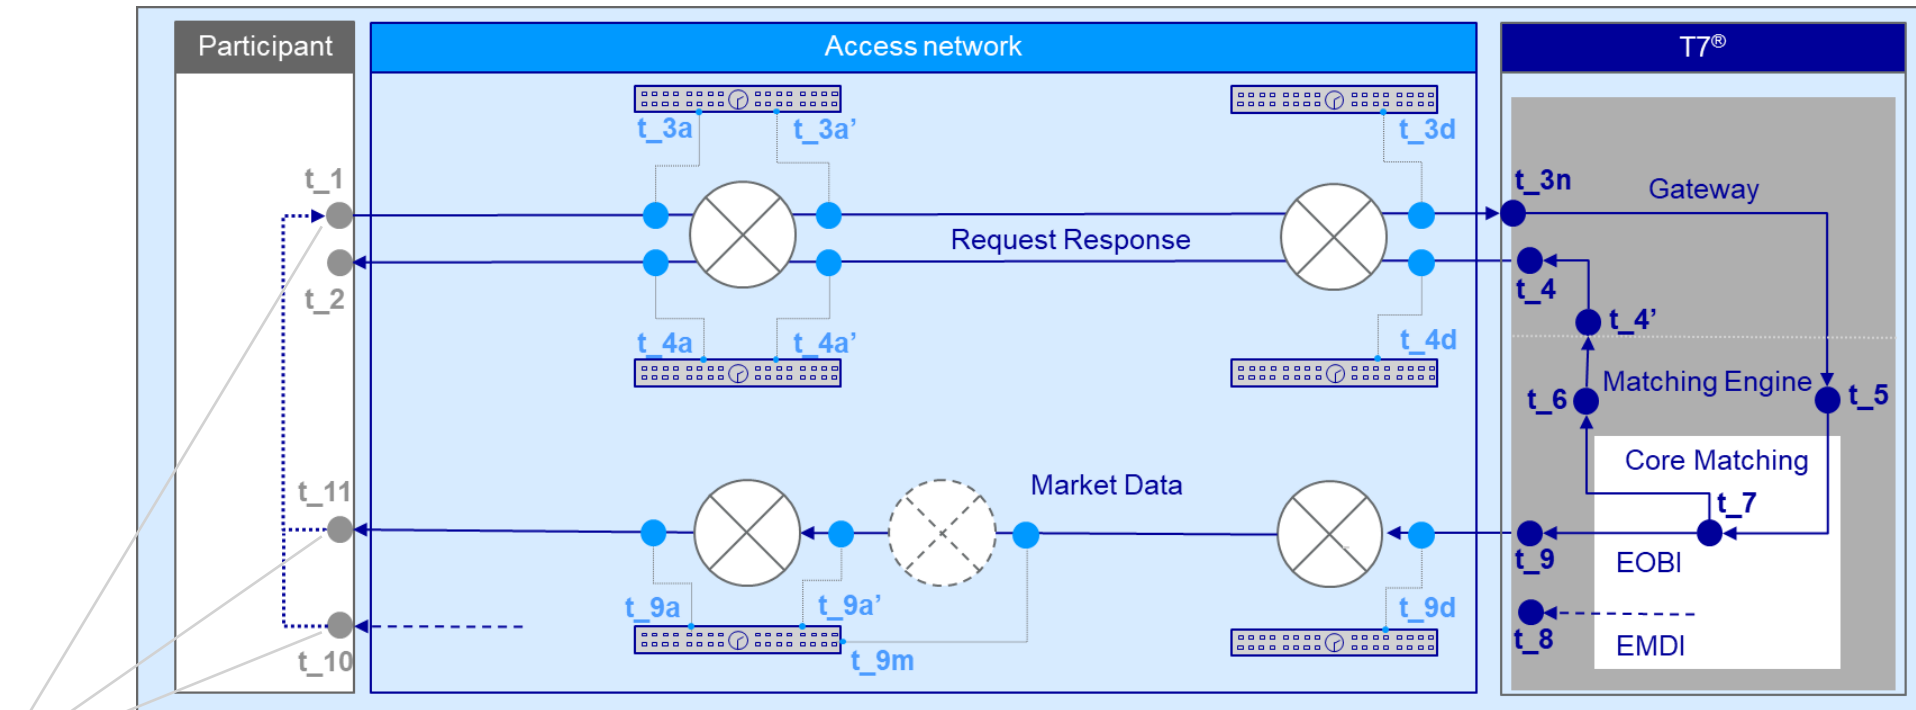 Participant
Access network
T7®
t_3a
t_3a’
t_3d
t_1
t_3n
Gateway
Request Response
t_2
t_4
t_4’
t_4a
t_4a’
t_4d
Matching Engine
t_6
t_5
Core Matching
t_11
Market Data
t_7
t_9
EOBI
t_9a
t_9a’
t_9d
t_8
EMDI
t_10
t_9m